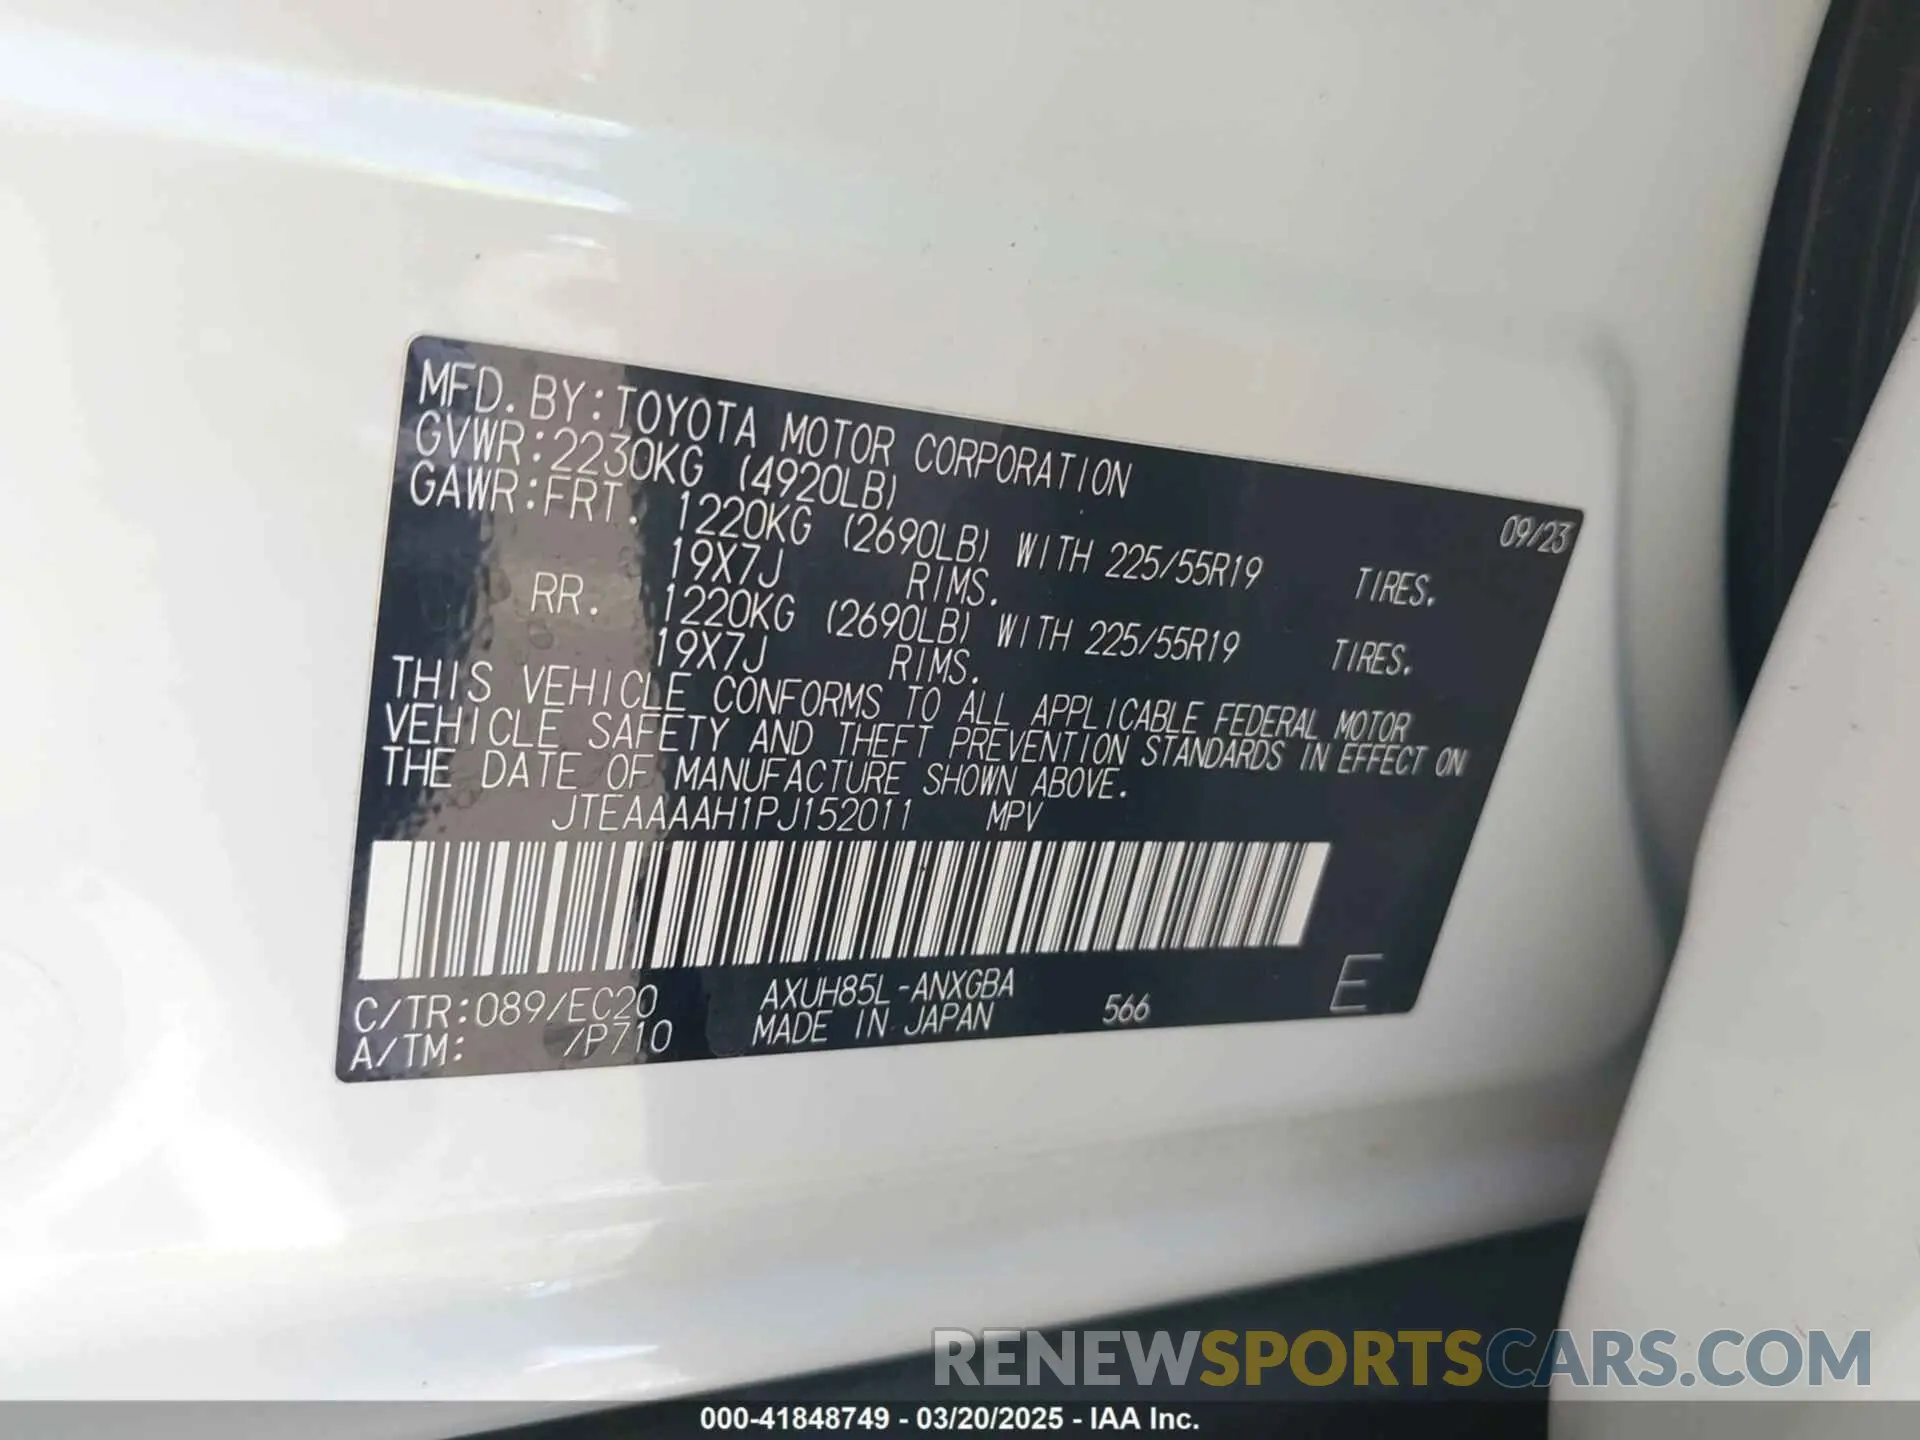 MFD. BY: TOYOTA MOTOR CORPORATION 09/23
GVWR: 2230KG (4920LB)
GAWR: FRT. 1220KG (2690LB) WITH 225/55R19 TIRES.
19X7J RIMS.
RR. 1220KG (2690LB) WITH 225/55R19 TIRES.
19X7J RIMS.
THIS VEHICLE CONFORMS TO ALL APPLICABLE FEDERAL MOTOR
VEHICLE SAFETY AND THEFT PREVENTION STANDARDS IN EFFECT ON
THE DATE OF MANUFACTURE SHOWN ABOVE.
JTEAAAAH1PJ152011 MPV
C/TR: 089/EC20 AXUH85L-ANXGBA 566 E
A/TM: /P710 MADE IN JAPAN
RENEWSPORTSCARS.COM
000-41848749 - 03/20/2025 - IAA Inc.